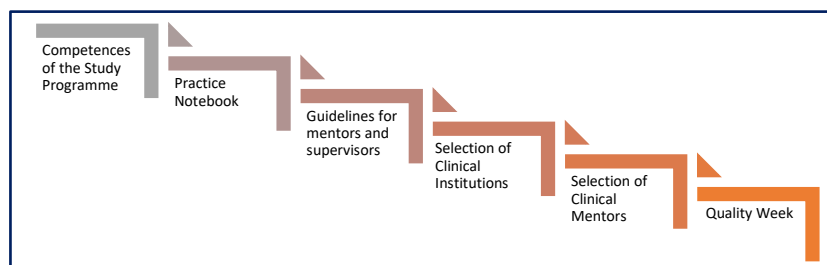 Competences
of the Study
Programme
Practice
Notebook
Guidelines for
mentors and
supervisors
Selection of
Clinical
Institutions
Selection of
Clinical
Mentors
Quality Week